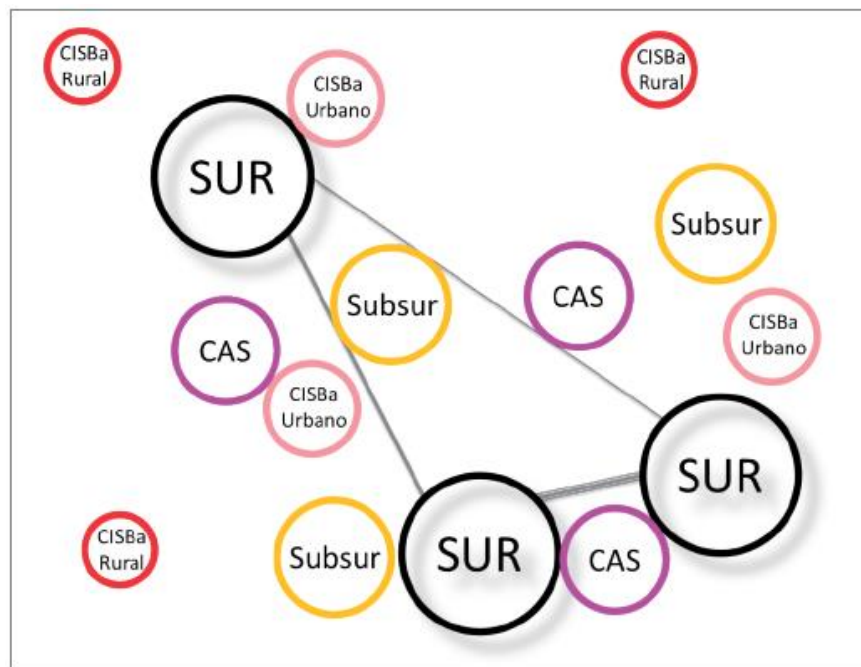 CISBa
Rural
CISBa
Urbano
CISBa
Rural
SUR
Subsur
Subsur
CAS
CISBa
Urbano
CAS
CISBa
Urbano
SUR
CISBa
Rural
Subsur
SUR
CAS